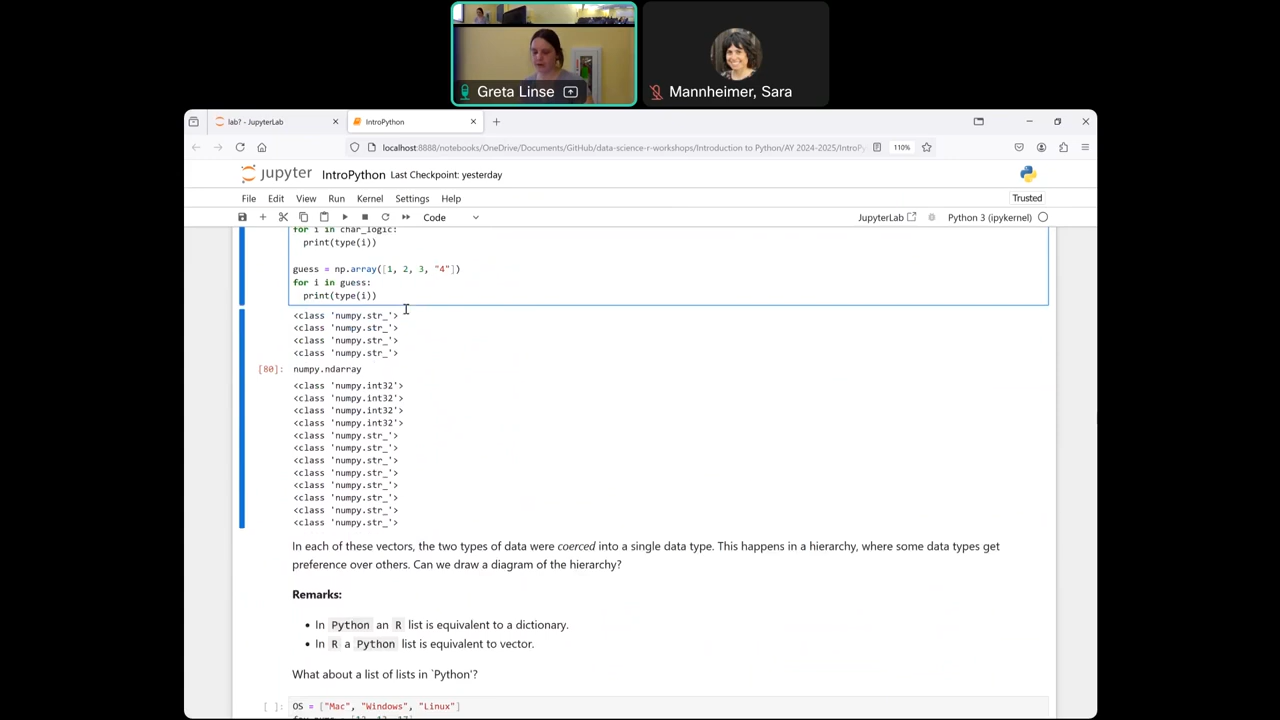 Greta Linse
Mannheimer, Sara
lab? - JupyterLab
IntroPython
localhost:8888/notebooks/OneDrive/Documents/GitHub/data-science-r-workshops/Introduction to Python/AY 2024-2025/IntroPy
110%
jupyter IntroPython Last Checkpoint: yesterday
File Edit View Run Kernel Settings Help
Trusted
Code
JupyterLab
Python 3 (ipykernel)
for i in char_logic:
print(type(i))
guess = np.array([1, 2, 3, "4"])
for i in guess:
print(type(i))
<class 'numpy.str_'>
<class 'numpy.str_'>
<class 'numpy.str_'>
<class 'numpy.str_'>
[80]: numpy.ndarray
<class 'numpy.int32'>
<class 'numpy.int32'>
<class 'numpy.int32'>
<class 'numpy.int32'>
<class 'numpy.str_'>
<class 'numpy.str_'>
<class 'numpy.str_'>
<class 'numpy.str_'>
<class 'numpy.str_'>
<class 'numpy.str_'>
<class 'numpy.str_'>
<class 'numpy.str_'>
In each of these vectors, the two types of data were coerced into a single data type. This happens in a hierarchy, where some data types get
preference over others. Can we draw a diagram of the hierarchy?
Remarks:
• In Python an R list is equivalent to a dictionary.
• In R a Python list is equivalent to vector.
What about a list of lists in `Python'?
[ ]: OS = ["Mac", "Windows", "Linux"]